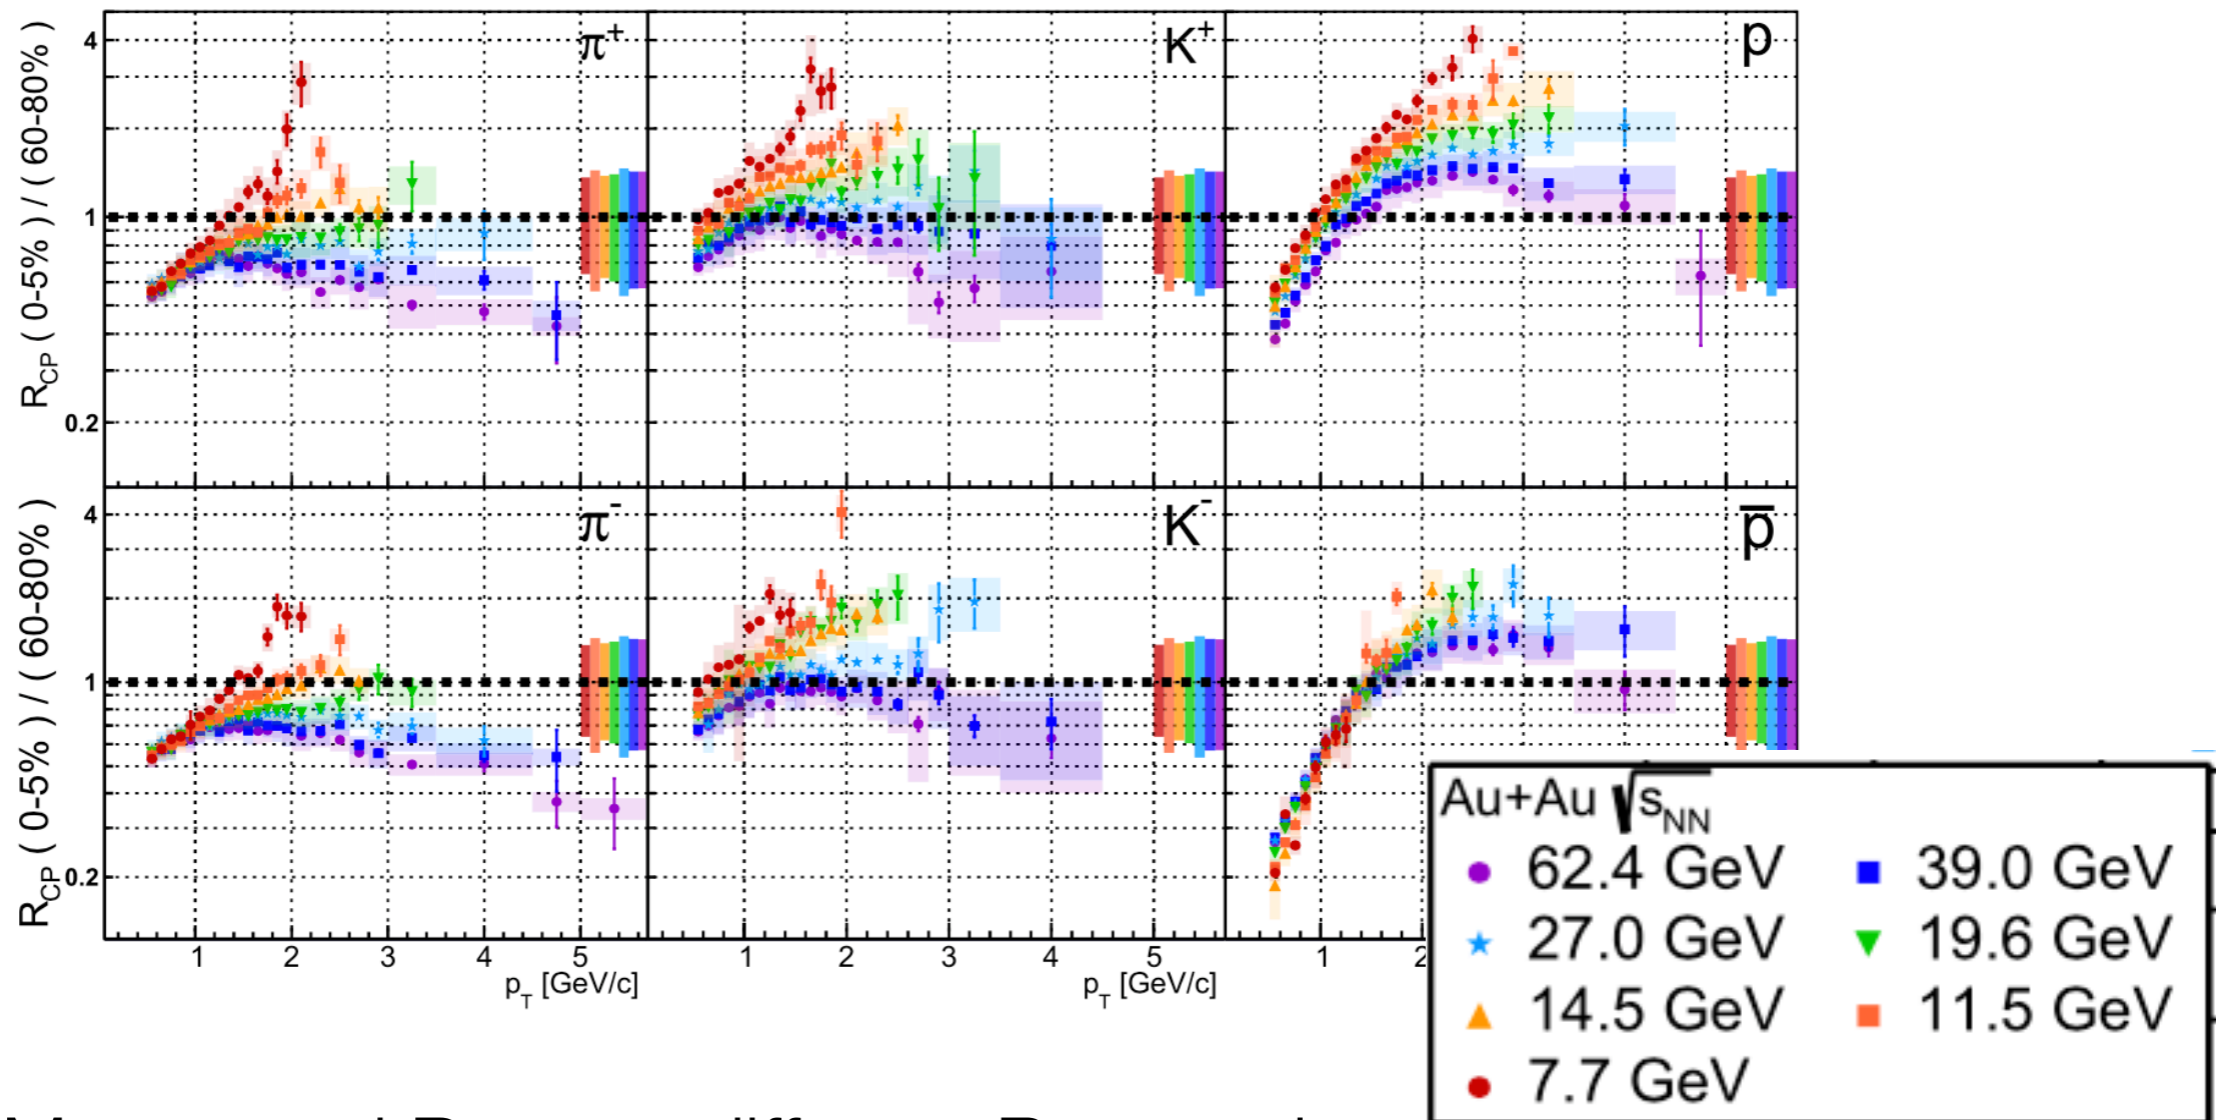 R_CP ( 0-5% ) / ( 60-80% )
4
1
0.2
π⁺
K⁺
p
R_CP ( 0-5% ) / ( 60-80% )
4
1
0.2
π⁻
K⁻
p̅
1 2 3 4 5
1 2 3 4 5
1 2
p_T [GeV/c]
p_T [GeV/c]
Au+Au √s_NN
62.4 GeV 39.0 GeV
27.0 GeV 19.6 GeV
14.5 GeV 11.5 GeV
7.7 GeV